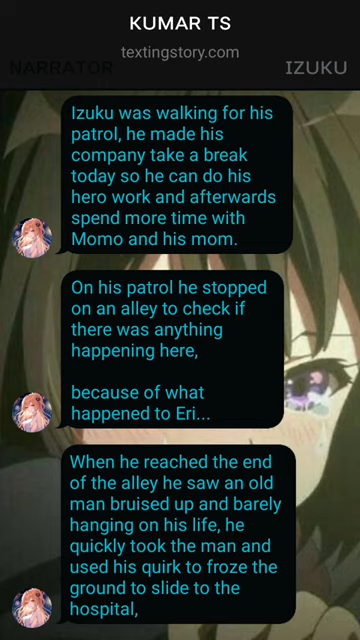 KUMAR TS
textingstory.com
NARRATOR
IZUKU
Izuku was walking for his
patrol, he made his
company take a break
today so he can do his
hero work and afterwards
spend more time with
Momo and his mom.
On his patrol he stopped
on an alley to check if
there was anything
happening here,
because of what
happened to Eri...
When he reached the end
of the alley he saw an old
man bruised up and barely
hanging on his life, he
quickly took the man and
used his quirk to froze the
ground to slide to the
hospital,